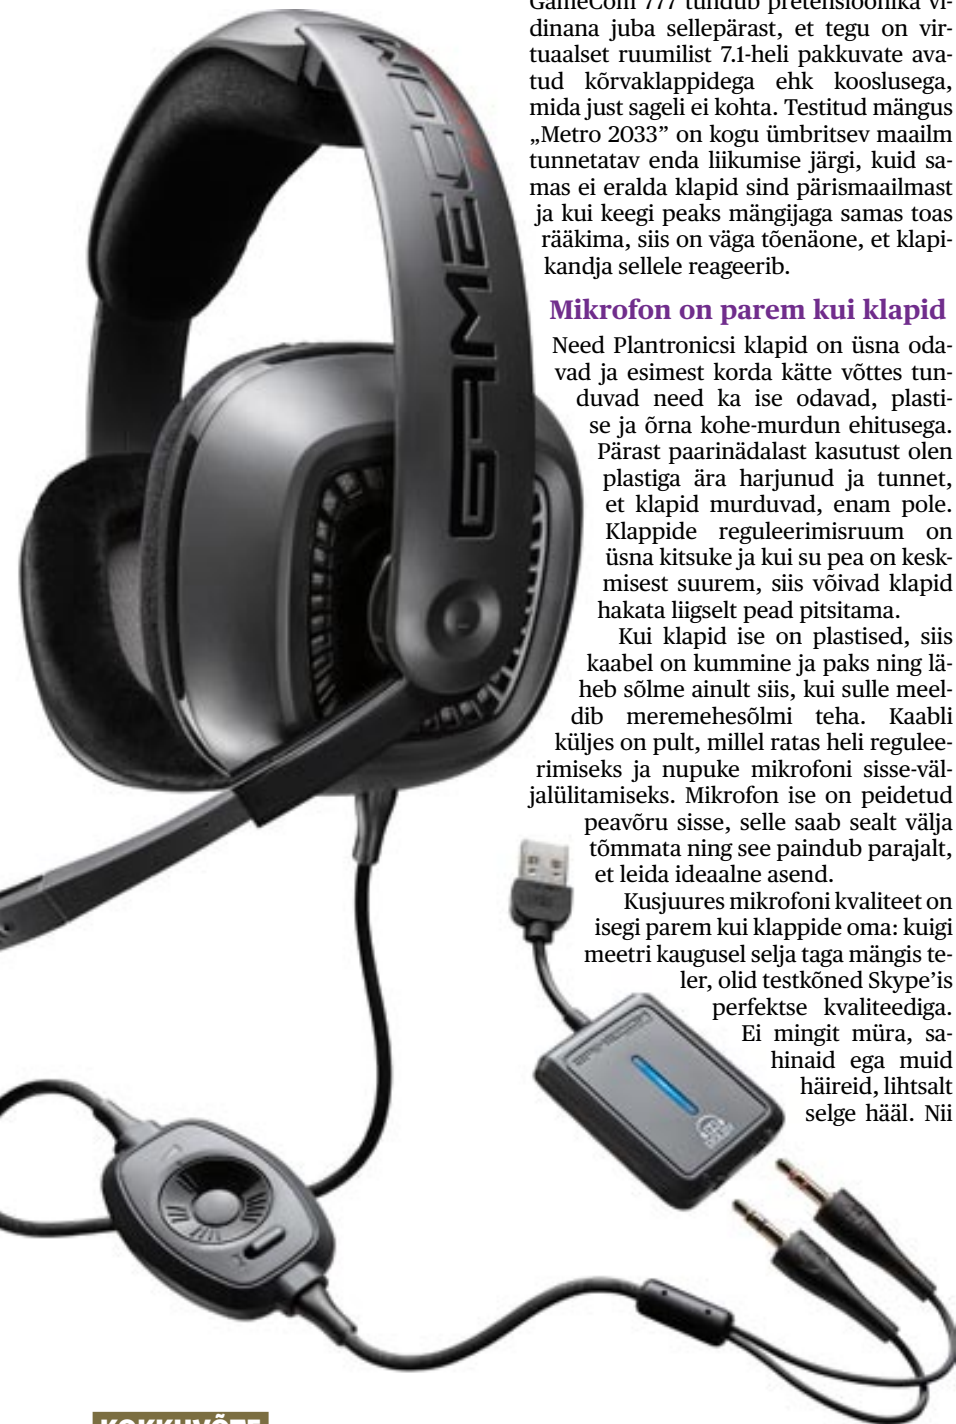 GameCom 777 tundub pretensioonika vi-
dinana juba sellepärast, et tegu on vir-
tuaalset ruumilist 7.1-heli pakkuvate ava-
tud kõrvaklappidega ehk kooslusega,
mida just sageli ei kohta. Testitud mängus
„Metro 2033” on kogu ümbritsev maailm
tunnetatav enda liikumise järgi, kuid sa-
mas ei eralda klapid sind pärismaailmast
ja kui keegi peaks mängijaga samas toas
rääkima, siis on väga tõenäone, et klapi-
kandja sellele reageerib.
Mikrofon on parem kui klapid
Need Plantronicsi klapid on üsna oda-
vad ja esimest korda kätte võttes tun-
duvad need ka ise odavad, plasti-
se ja õrna kohe-murdun ehitusega.
Pärast paarinädalast kasutust olen
plastiga ära harjunud ja tunnet,
et klapid murduvad, enam pole.
Klappide reguleerimisruum on
üsna kitsuke ja kui su pea on kesk-
misest suurem, siis võivad klapid
hakata liigselt pead pitsitama.
Kui klapid ise on plastised, siis
kaabel on kummine ja paks ning lä-
heb sõlme ainult siis, kui sulle meel-
dib meremehesõlmi teha. Kaabli
küljes on pult, millel ratas heli regulee-
rimiseks ja nupuke mikrofoni sisse-väl-
jalülitamiseks. Mikrofon ise on peidetud
peavõru sisse, selle saab sealt välja
tõmmata ning see paindub parajalt,
et leida ideaalne asend.
Kusjuures mikrofoni kvaliteet on
isegi parem kui klappide oma: kuigi
meetri kaugusel selja taga mängis te-
ler, olid testkõned Skype’is
perfektse kvaliteediga.
Ei mingit müra, sa-
hinaid ega muid
häireid, lihtsalt
selge hääl. Nii
GAMECOM
KOKKUVÕTE